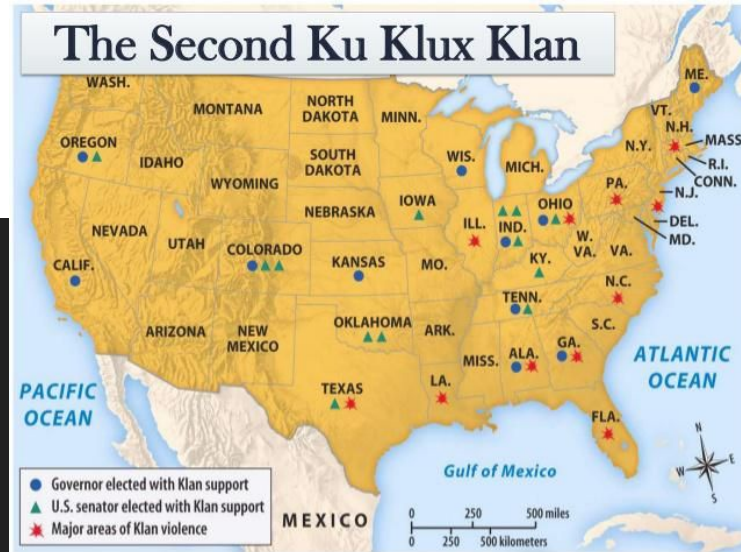 The Second Ku Klux Klan
WASH.
MONTANA
NORTH
DAKOTA
MINN.
ME.
VT.
N.H.
MASS
OREGON
IDAHO
SOUTH
DAKOTA
WIS.
MICH.
N.Y.
R.I.
CONN.
WYOMING
IOWA
PA.
N.J.
NEVADA
NEBRASKA
ILL.
IND.
OHIO
DEL.
MD.
UTAH
COLORADO
W.
VA.
VA.
CALIF.
KANSAS
MO.
KY.
N.C.
TENN.
ARIZONA
NEW
MEXICO
OKLAHOMA
ARK.
S.C.
MISS.
ALA.
GA.
ATLANTIC
OCEAN
PACIFIC
OCEAN
TEXAS
LA.
FLA.
N
W
E
S
Gulf of Mexico
MEXICO
Governor elected with Klan support
U.S. senator elected with Klan support
Major areas of Klan violence
0 250 500 miles
0 250 500 kilometers